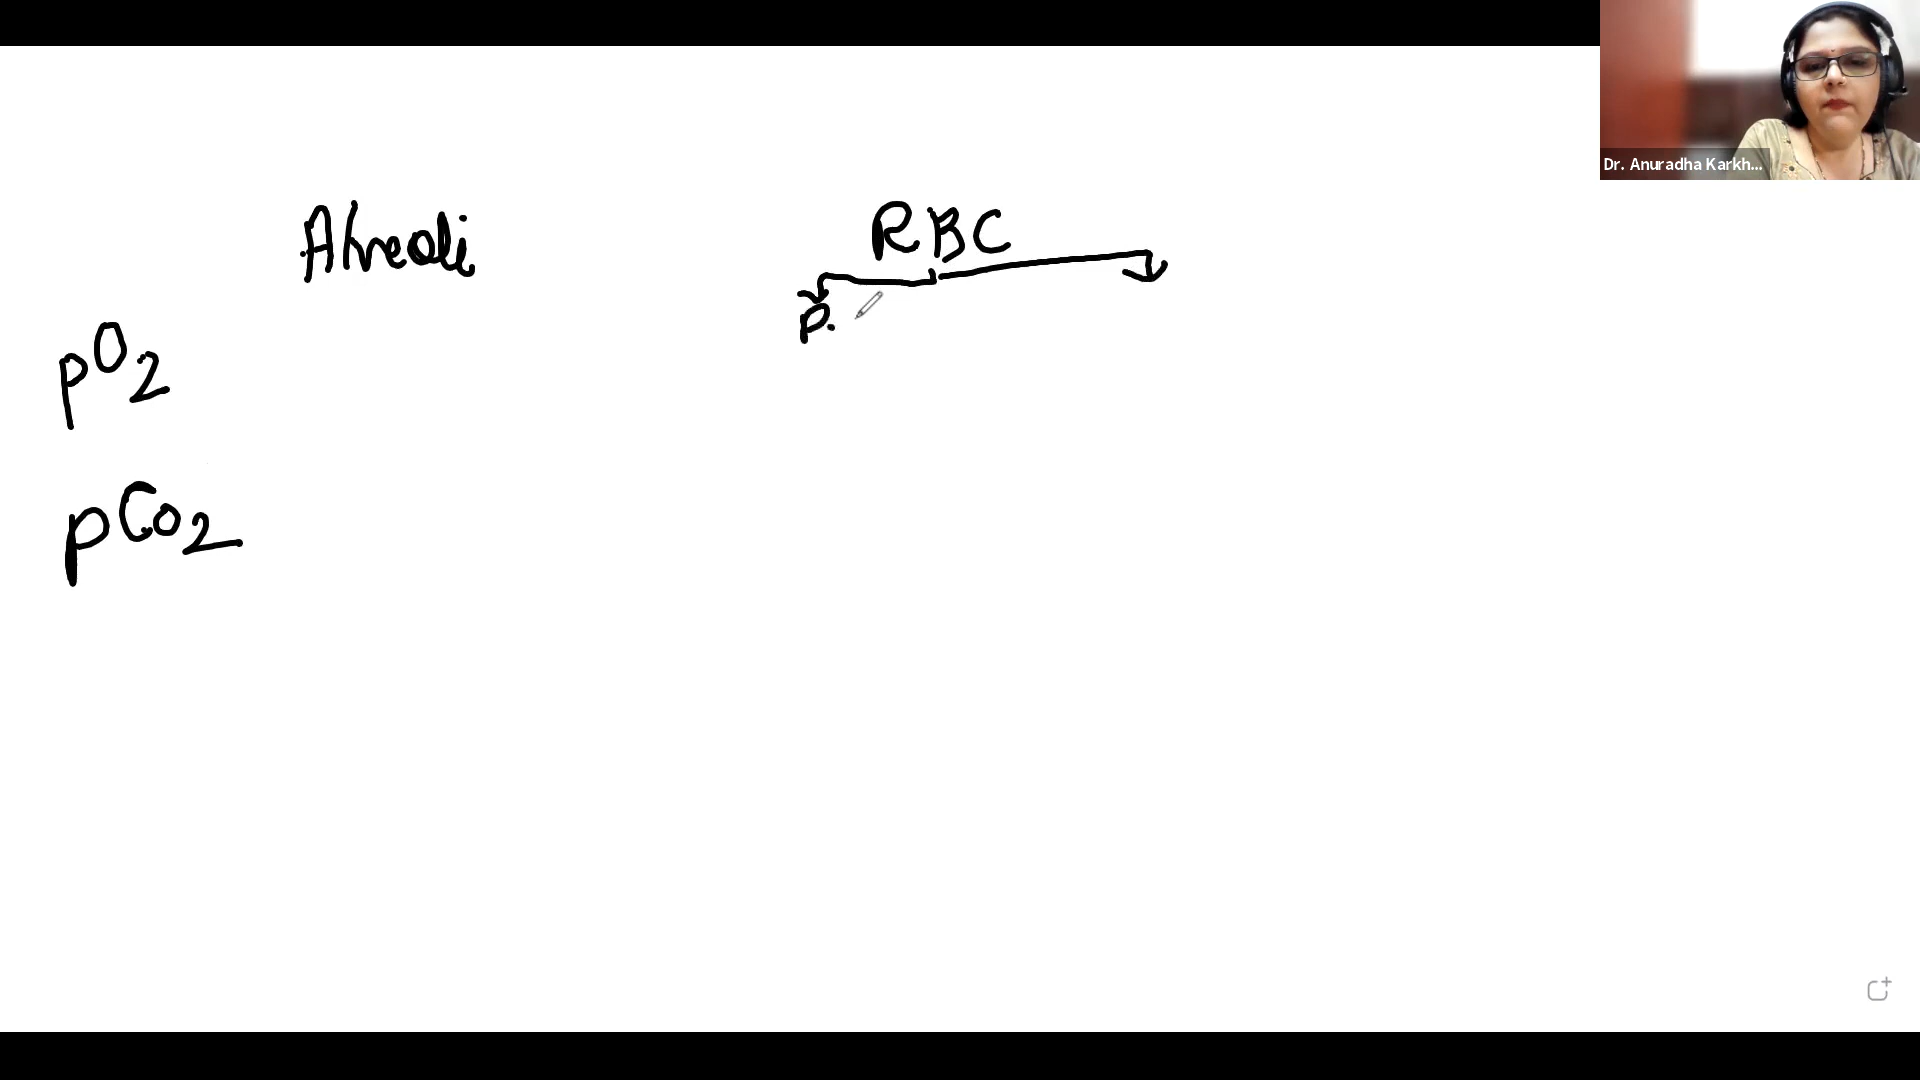 Dr. Anuradha Karkh...
Alveoli RBC
P.
pO2
pCo2